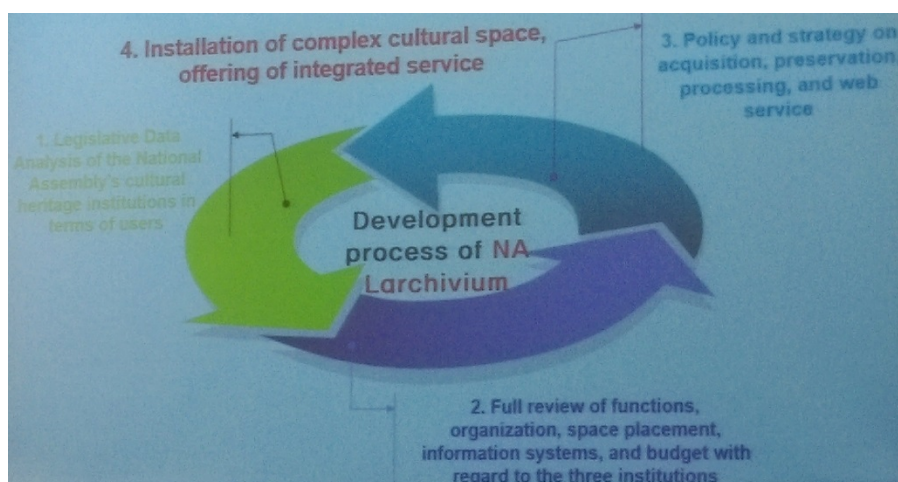 4. Installation of complex cultural space,
offering of integrated service
3. Policy and strategy on
acquisition, preservation
processing, and web
service
1. Legislative Data
Analysis of the National
Assembly's cultural
heritage institutions in
terms of users
Development
process of NA
Larchivium
2. Full review of functions,
organization, space placement,
information systems, and budget with
regard to the three institutions